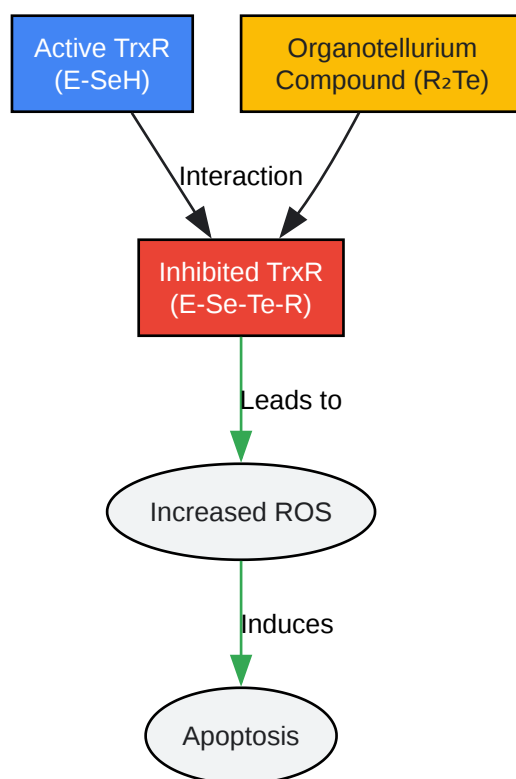 Active TrxR
(E-SeH)
Organotellurium
Compound (R₂Te)
Interaction
Inhibited TrxR
(E-Se-Te-R)
Leads to
Increased ROS
Induces
Apoptosis